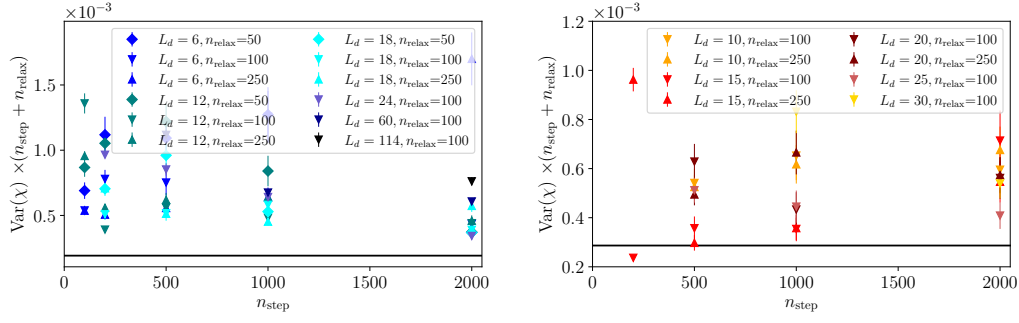 ×10⁻³
Var(χ) ×(n_step + n_relax)
1.5
1.0
0.5
0
500
1000
1500
2000
n_step
L_d = 6, n_relax=50
L_d = 6, n_relax=100
L_d = 6, n_relax=250
L_d = 12, n_relax=50
L_d = 12, n_relax=100
L_d = 12, n_relax=250
L_d = 18, n_relax=50
L_d = 18, n_relax=100
L_d = 18, n_relax=250
L_d = 24, n_relax=100
L_d = 60, n_relax=100
L_d = 114, n_relax=100
×10⁻³
Var(χ) ×(n_step + n_relax)
1.2
1.0
0.8
0.6
0.4
0.2
0
500
1000
1500
2000
n_step
L_d = 10, n_relax=100
L_d = 10, n_relax=250
L_d = 15, n_relax=100
L_d = 15, n_relax=250
L_d = 20, n_relax=100
L_d = 20, n_relax=250
L_d = 25, n_relax=100
L_d = 30, n_relax=100